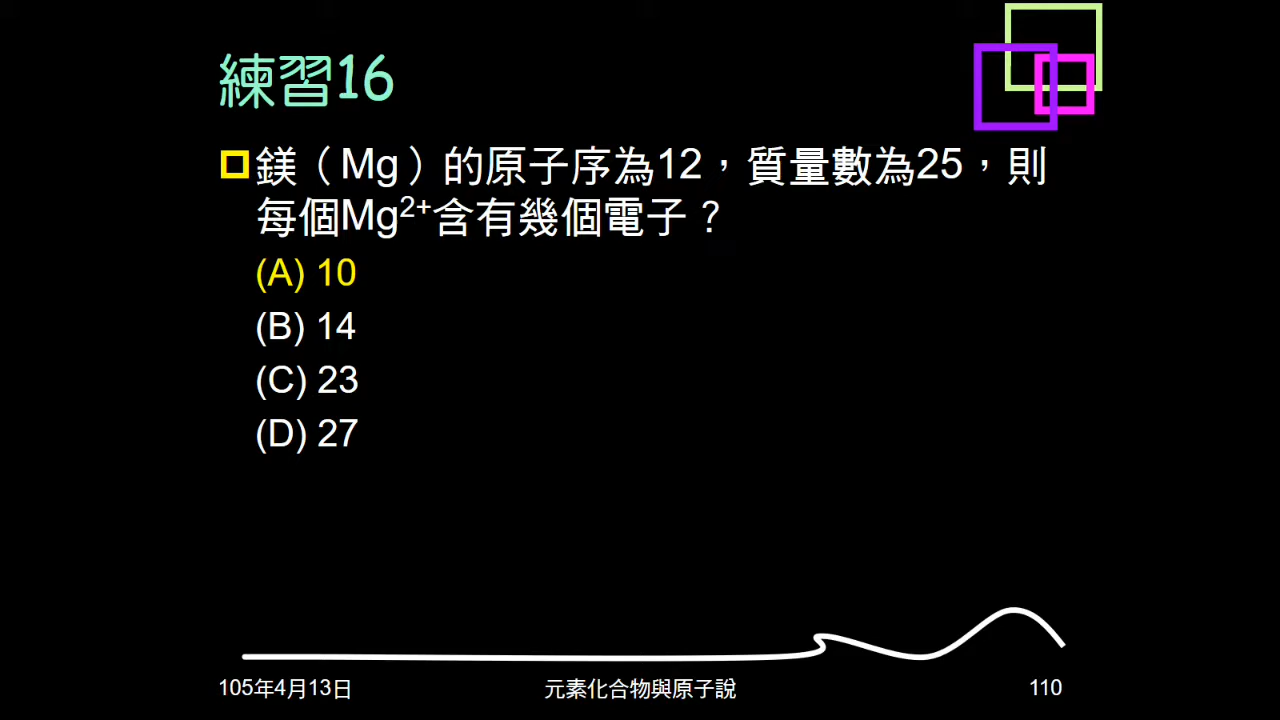 練習16
鎂（Mg）的原子序為12，質量數為25，則
每個Mg²⁺含有幾個電子？
(A) 10
(B) 14
(C) 23
(D) 27
105年4月13日
元素化合物與原子說
110